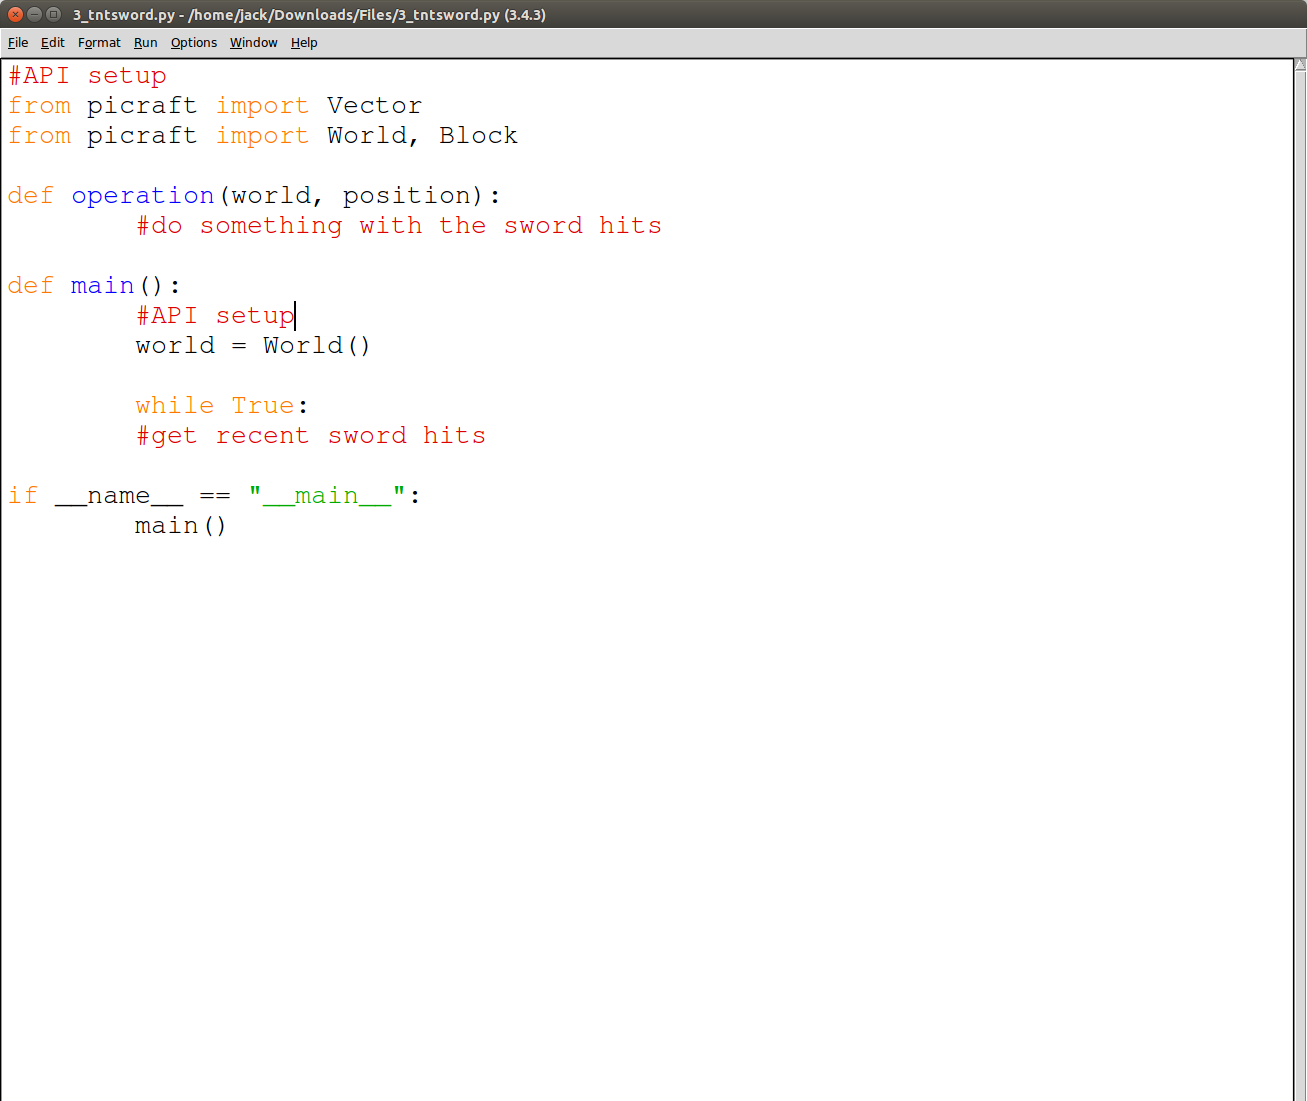 3_tntsword.py - /home/jack/Downloads/Files/3_tntsword.py (3.4.3)
File Edit Format Run Options Window Help
#API setup
from picraft import Vector
from picraft import World, Block
def operation(world, position):
#do something with the sword hits
def main():
#API setup
world = World()
while True:
#get recent sword hits
if __name__ == "__main__":
main()